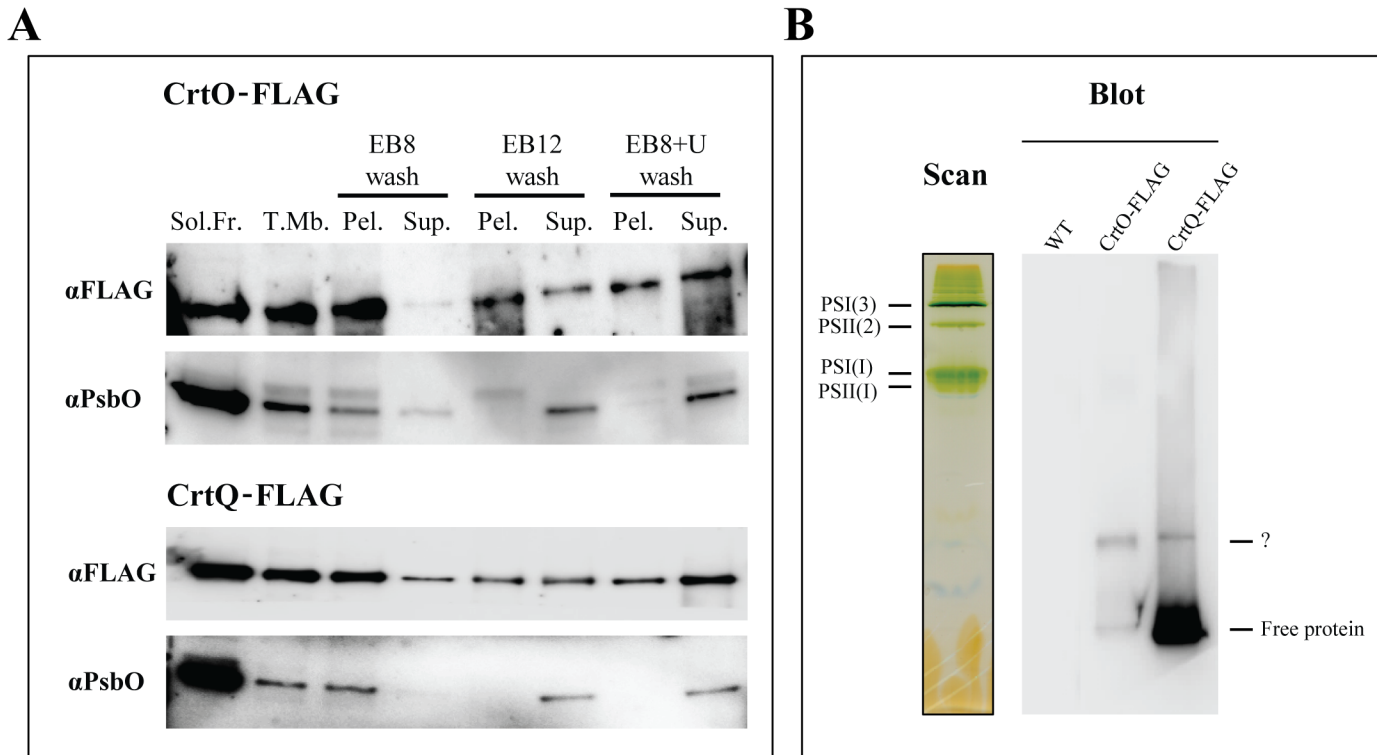 A
CrtO-FLAG
EB8 wash
EB12 wash
EB8+U wash
Sol.Fr. T.Mb. Pel. Sup. Pel. Sup. Pel. Sup.
αFLAG
αPsbO
CrtQ-FLAG
αFLAG
αPsbO
B
Blot
Scan
WT
CrtO-FLAG
CrtQ-FLAG
PSI(3)
PSII(2)
PSI(I)
PSII(I)
?
Free protein